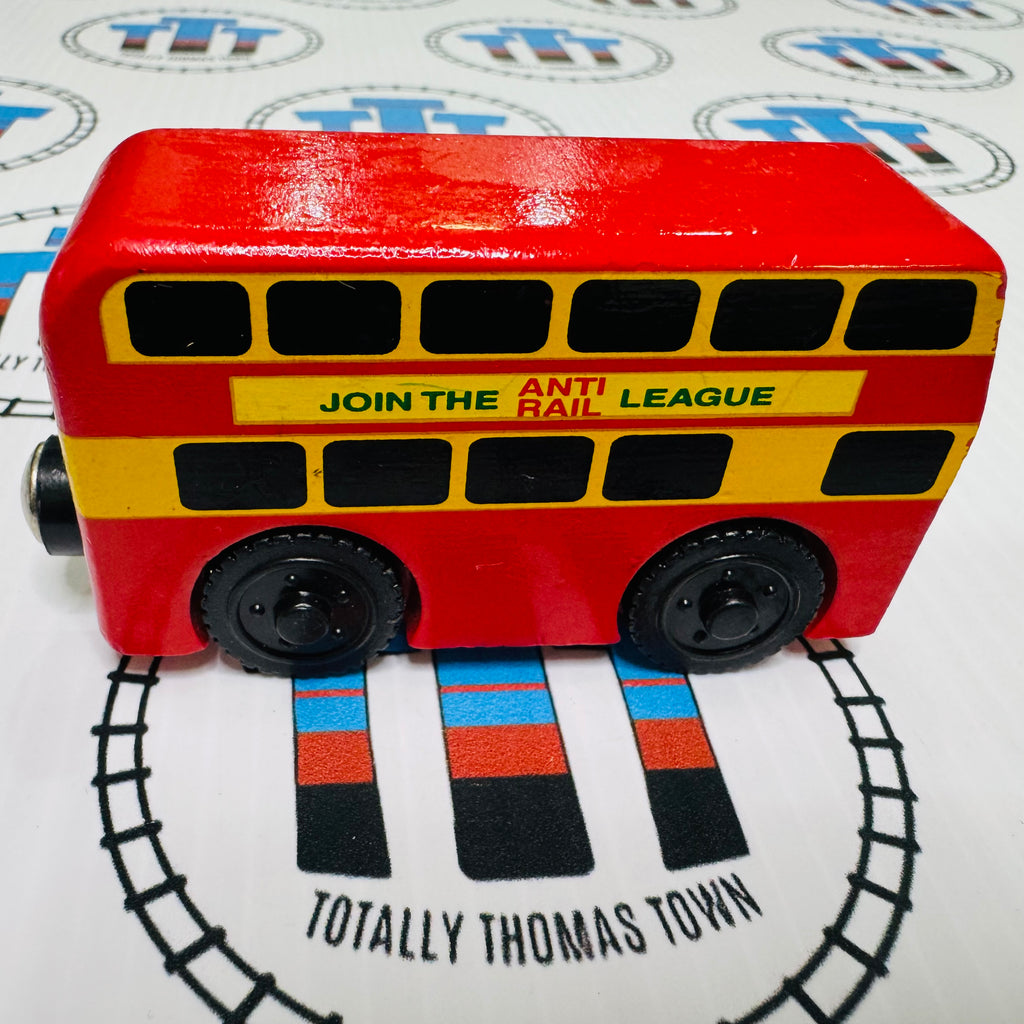 JOIN THE ANTI RAIL LEAGUE
TOTALLY THOMAS TOWN